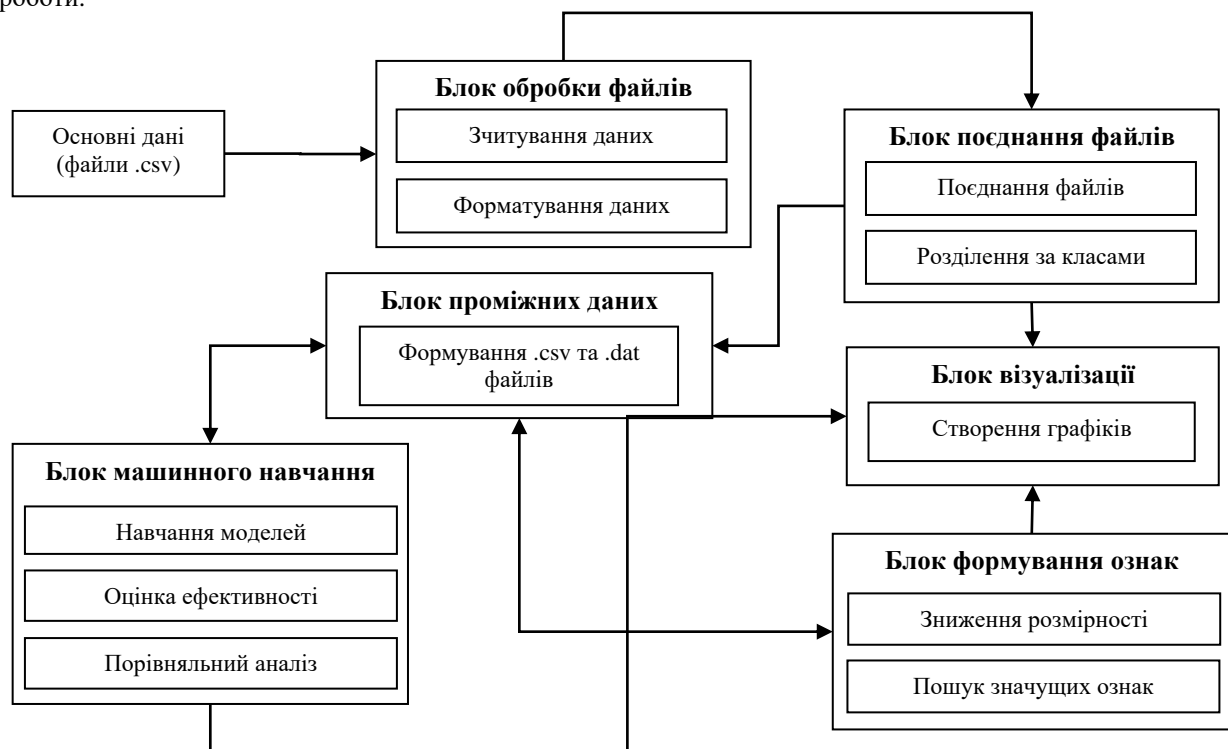 роботи.
Блок обробки файлів
Зчитування даних
Форматування даних
Основні дані
(файли .csv)
Блок поєднання файлів
Поєднання файлів
Розділення за класами
Блок проміжних даних
Формування .csv та .dat
файлів
Блок візуалізації
Створення графіків
Блок машинного навчання
Навчання моделей
Оцінка ефективності
Порівняльний аналіз
Блок формування ознак
Зниження розмірності
Пошук значущих ознак